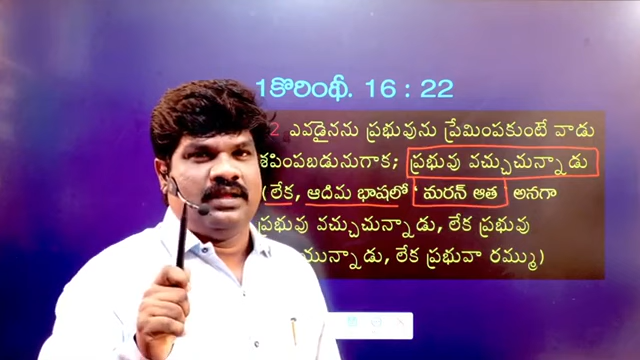 1కొరింథీ. 16 : 22
2 ఎవడైనను ప్రభువును ప్రేమింపకుంటే వాడు
శపింపబడునుగాక; ప్రభువు వచ్చుచున్నాడు
(లేక, ఆదిమ భాషలో ' మరన్ ఆత ' అనగా
ప్రభువు వచ్చుచున్నాడు, లేక ప్రభువు
యున్నాడు, లేక ప్రభువా రమ్ము)